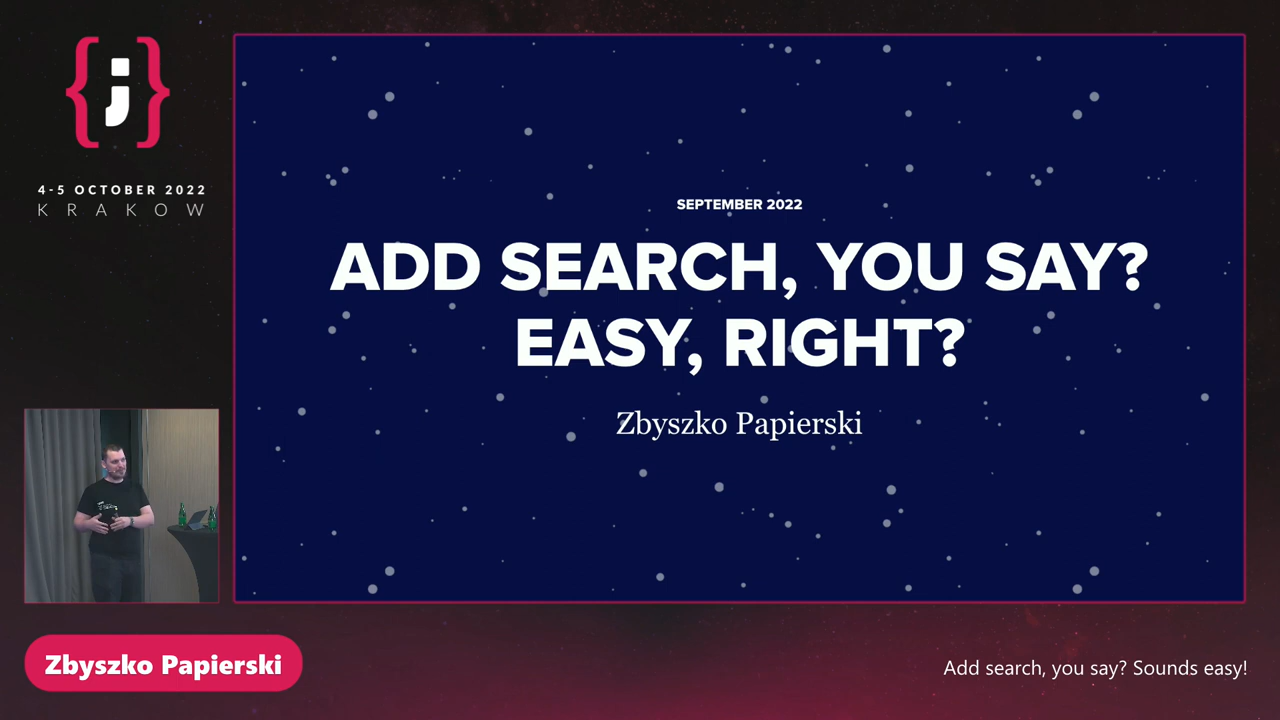 {;}
4-5 OCTOBER 2022
KRAKOW
SEPTEMBER 2022
ADD SEARCH, YOU SAY?
EASY, RIGHT?
Zbyszko Papierski
Zbyszko Papierski
Add search, you say? Sounds easy!